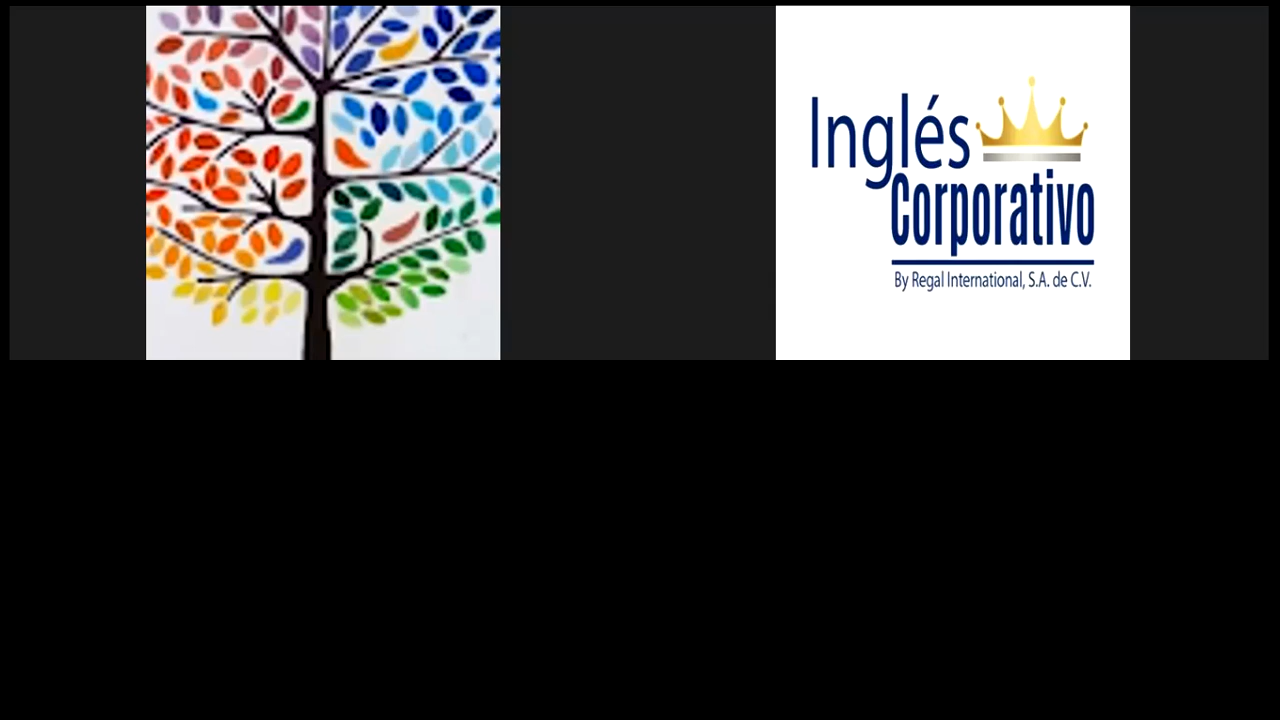 Inglés
Corporativo
By Regal International, S.A. de C.V.